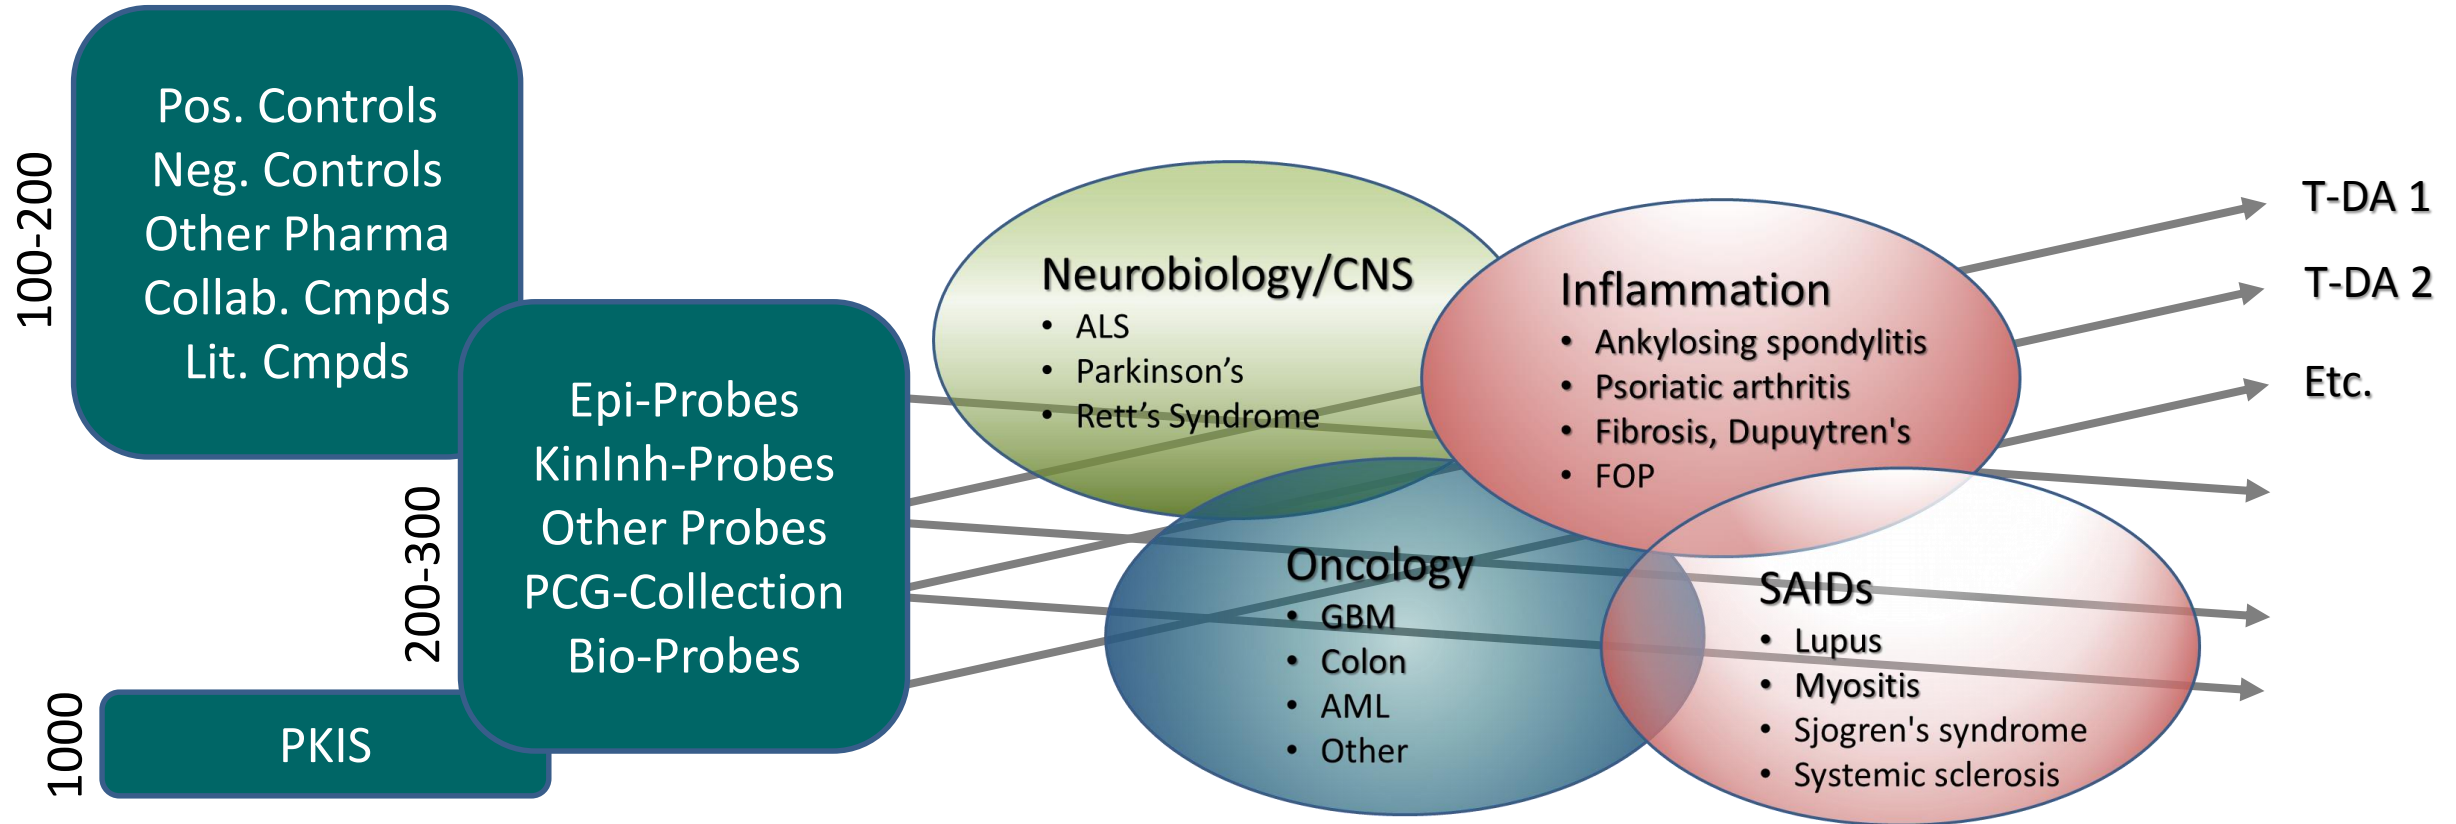 100-200
Pos. Controls
Neg. Controls
Other Pharma
Collab. Cmpds
Lit. Cmpds
200-300
Epi-Probes
KinInh-Probes
Other Probes
PCG-Collection
Bio-Probes
1000
PKIS
Neurobiology/CNS
• ALS
• Parkinson’s
• Rett’s Syndrome
Inflammation
• Ankylosing spondylitis
• Psoriatic arthritis
• Fibrosis, Dupuytren's
• FOP
Oncology
• GBM
• Colon
• AML
• Other
SAIDs
• Lupus
• Myositis
• Sjogren's syndrome
• Systemic sclerosis
T-DA 1
T-DA 2
Etc.